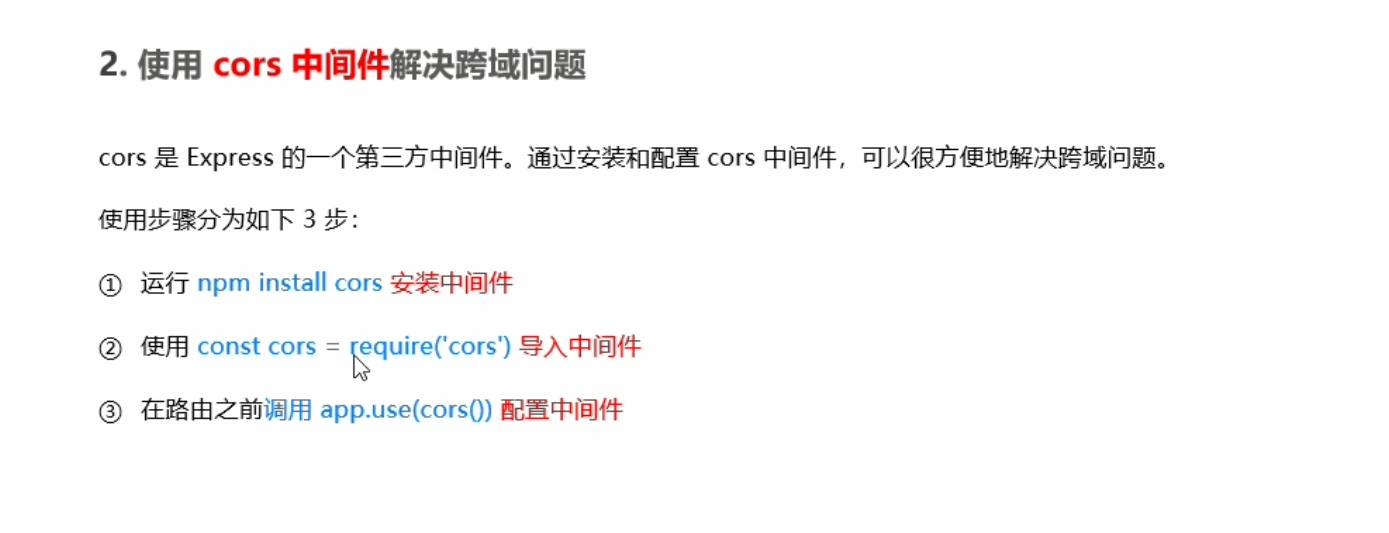 2. 使用 cors 中间件解决跨域问题
cors 是 Express 的一个第三方中间件。通过安装和配置 cors 中间件，可以很方便地解决跨域问题。
使用步骤分为如下 3 步：
① 运行 npm install cors 安装中间件
② 使用 const cors = require('cors') 导入中间件
③ 在路由之前调用 app.use(cors()) 配置中间件